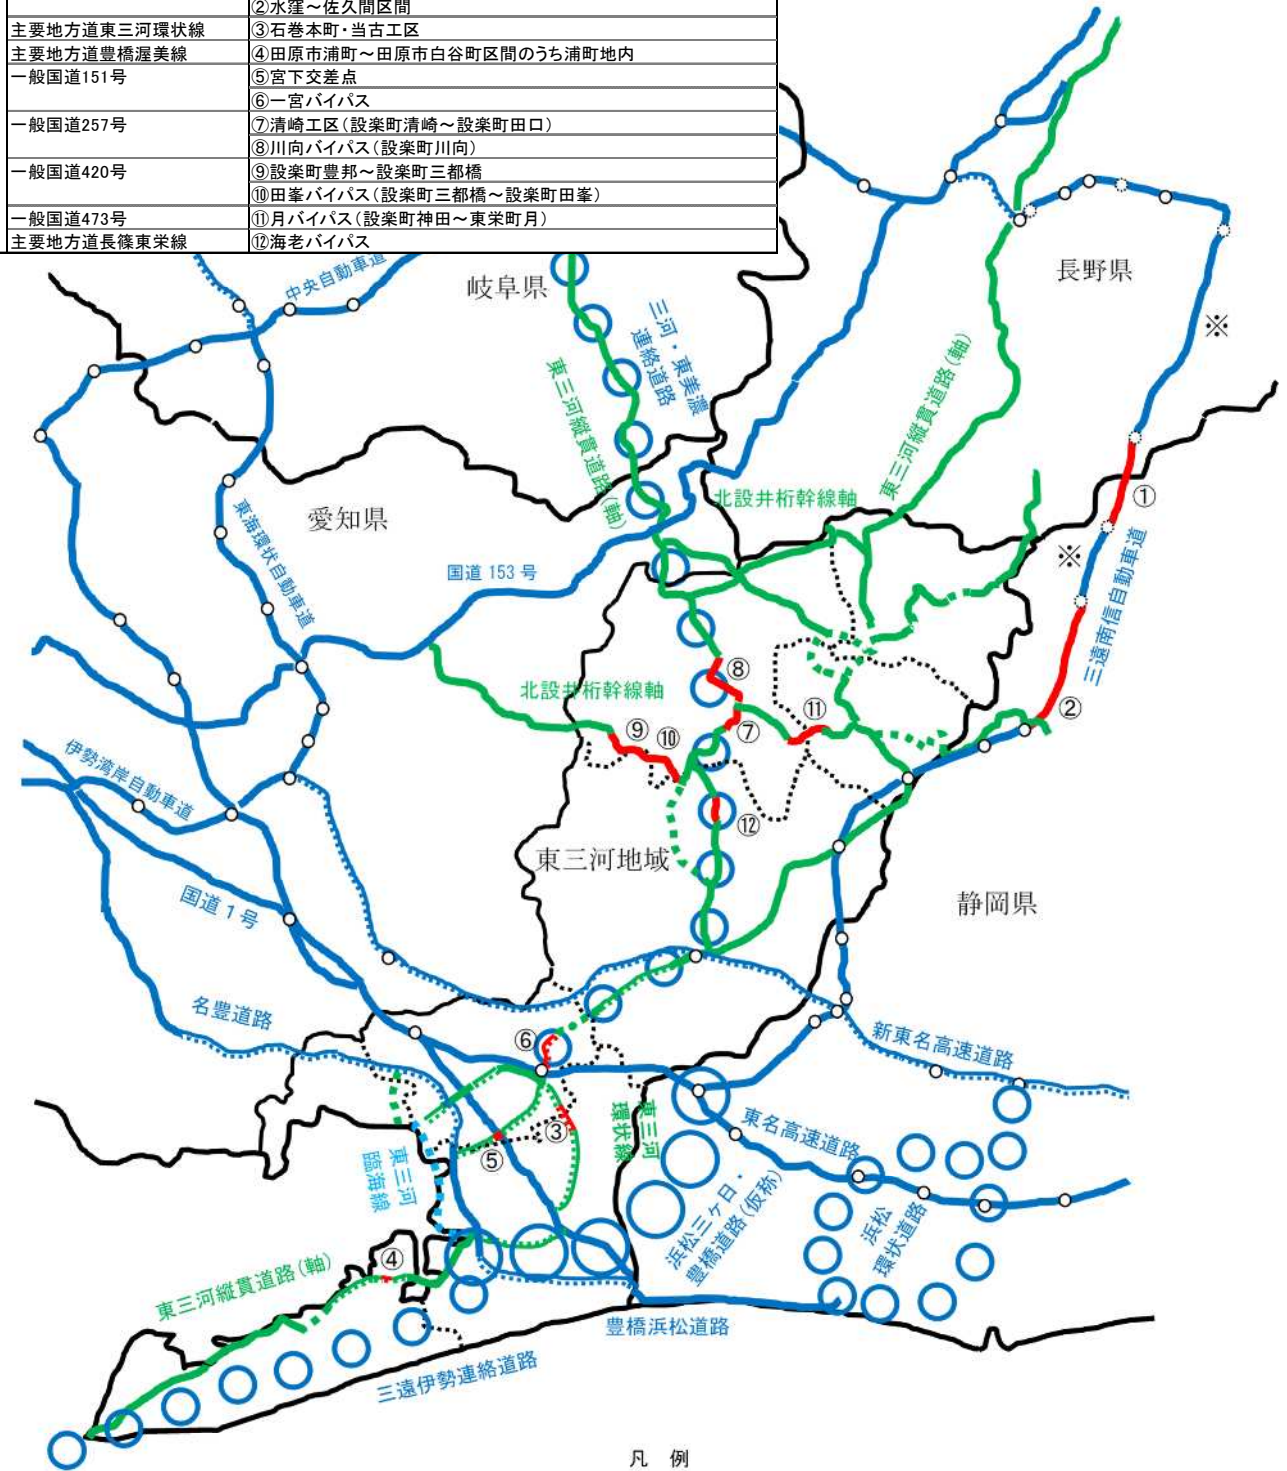 ②水窪～佐久間区間
主要地方道東三河環状線 ③石巻本町・当古工区
主要地方道豊橋渥美線 ④田原市浦町～田原市白谷町区間のうち浦町地内
一般国道151号 ⑤宮下交差点
⑥一宮バイパス
一般国道257号 ⑦清崎工区(設楽町清崎～設楽町田口)
⑧川向バイパス(設楽町川向)
一般国道420号 ⑨設楽町豊邦～設楽町三都橋
⑩田峯バイパス(設楽町三都橋～設楽町田峯)
一般国道473号 ⑪月バイパス(設楽町神田～東栄町月)
主要地方道長篠東栄線 ⑫海老バイパス
中央自動車道
岐阜県
長野県
三河・東美濃
連絡道路
※
東三河縦貫道路(軸)
東三河縦貫道路(軸)
北設井桁幹線軸
①
愛知県
東海環状自動車道
国道153号
※
三遠南信自動車道
⑧
北設井桁幹線軸
⑪
②
⑨
⑩
⑦
伊勢湾岸自動車道
⑫
東三河地域
国道1号
静岡県
名豊道路
⑥
新東名高速道路
東三河
環状線
東名高速道路
③
⑤
東三河
臨海線
浜松三ヶ日・
豊橋道路(仮称)
浜松
環状道路
④
東三河縦貫道路(軸)
豊橋浜松道路
三遠伊勢連絡道路
凡 例